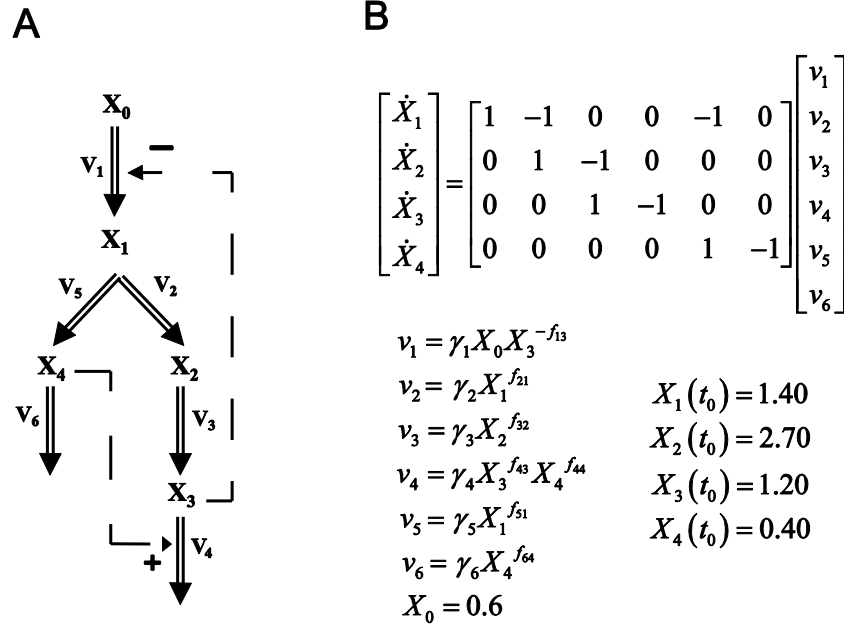 A
X₀
−
V₁
X₁
V₅ V₂
X₄ X₂
V₆ V₃
X₃
V₄
+
B
[Ẋ₁ Ẋ₂ Ẋ₃ Ẋ₄] = [1 −1 0 0 −1 0] [v₁ v₂ v₃ v₄ v₅ v₆]
0 1 −1 0 0 0
0 0 1 −1 0 0
0 0 0 0 1 −1
v₁ = γ₁X₀X₃^(−f₁₃)
v₂ = γ₂X₁^(f₂₁)
v₃ = γ₃X₂^(f₃₂)
v₄ = γ₄X₃^(f₄₃)X₄^(f₄₄)
v₅ = γ₅X₁^(f₅₁)
v₆ = γ₆X₄^(f₆₄)
X₀ = 0.6
X₁(t₀) = 1.40
X₂(t₀) = 2.70
X₃(t₀) = 1.20
X₄(t₀) = 0.40